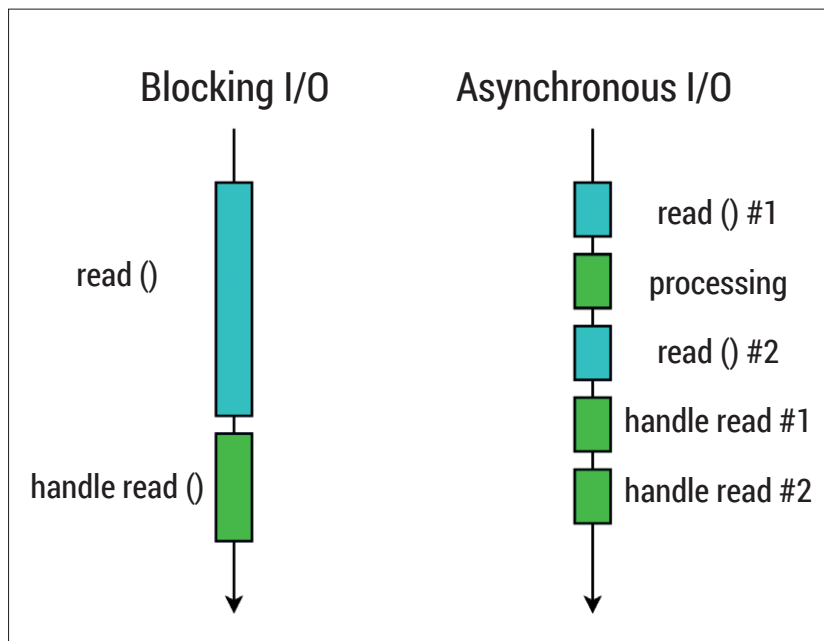 Blocking I/O
read ()
handle read ()
Asynchronous I/O
read () #1
processing
read () #2
handle read #1
handle read #2